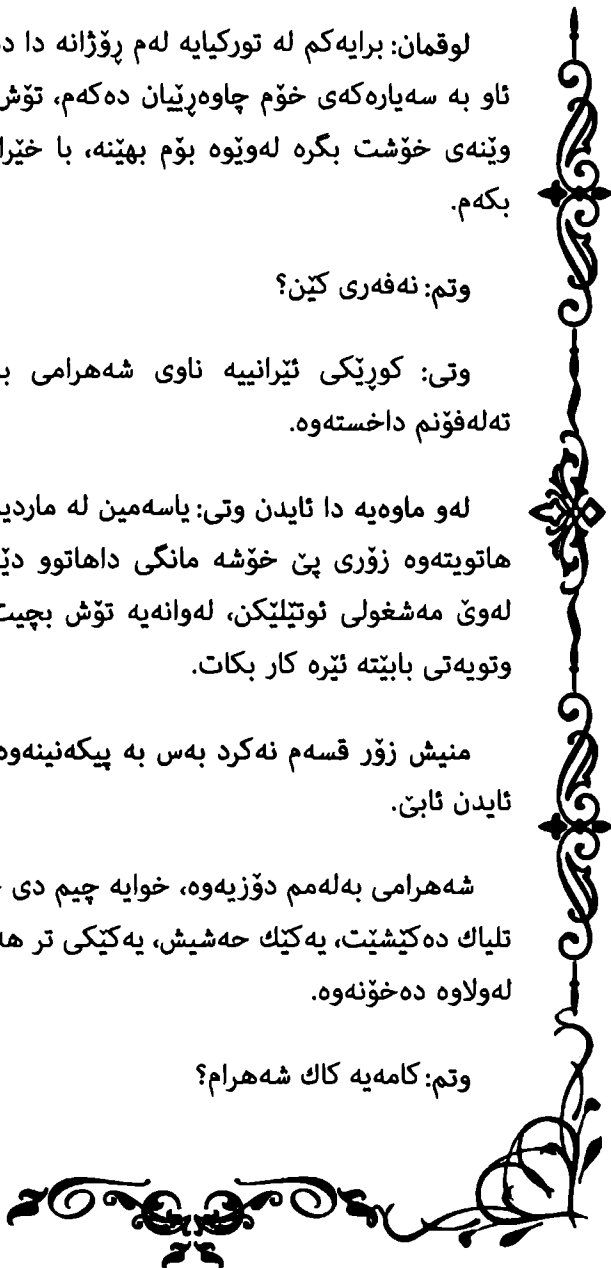 لوقمان: برایەکم لە تورکیایە لەم ڕۆژانە دا
ئاو بە سەیارەکەی خۆم چاوەڕێیان دەکەم، تۆش
وێنەی خۆشت بگرە لەوێوە بۆم بهێنە، با خێرا
بکەم.
وتم: نەفەری کێن؟
وتی: کوڕێکی ئێرانییە ناوی شەهرامی
تەلەفۆنم داخستەوە.
لەو ماوەیە دا ئایدن وتی: یاسەمین لە
هاتویتەوە زۆری پێ خۆشە مانگی داهاتوو
لەوێ مەشغولی ئوتێلێکن، لەوانەیە تۆش بچیت
وتویەتی بابێتە ئێرە کار بکات.
منیش زۆر قسەم نەکرد بەس بە پیکەنینەوە
ئایدن ئابێ.
شەهرامی بەلەمم دۆزیەوە، خوایە چیم دی
تلیاك دەکێشێت، یەکێك حەشیش، یەکێکی تر
لەولاوە دەخۆنەوە.
وتم: کامەیە کاك شەهرام؟